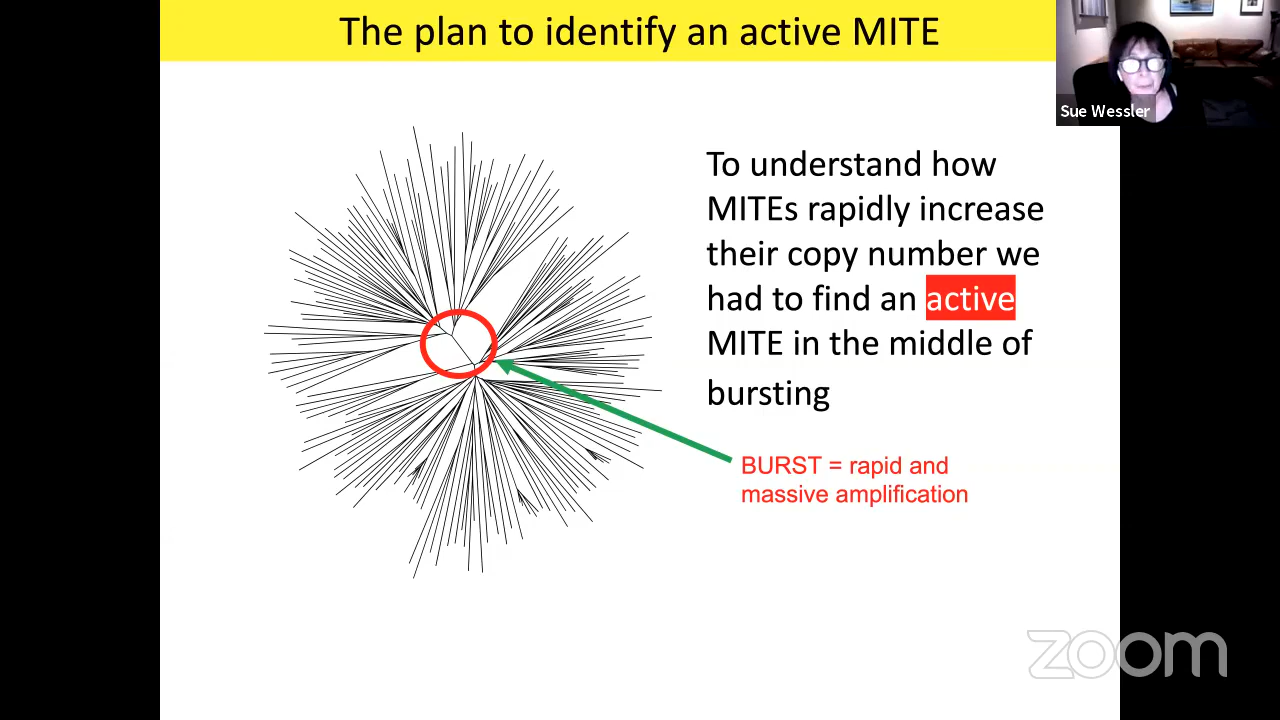 The plan to identify an active MITE
Sue Wessler
To understand how
MITEs rapidly increase
their copy number we
had to find an active
MITE in the middle of
bursting
BURST = rapid and
massive amplification
zoom